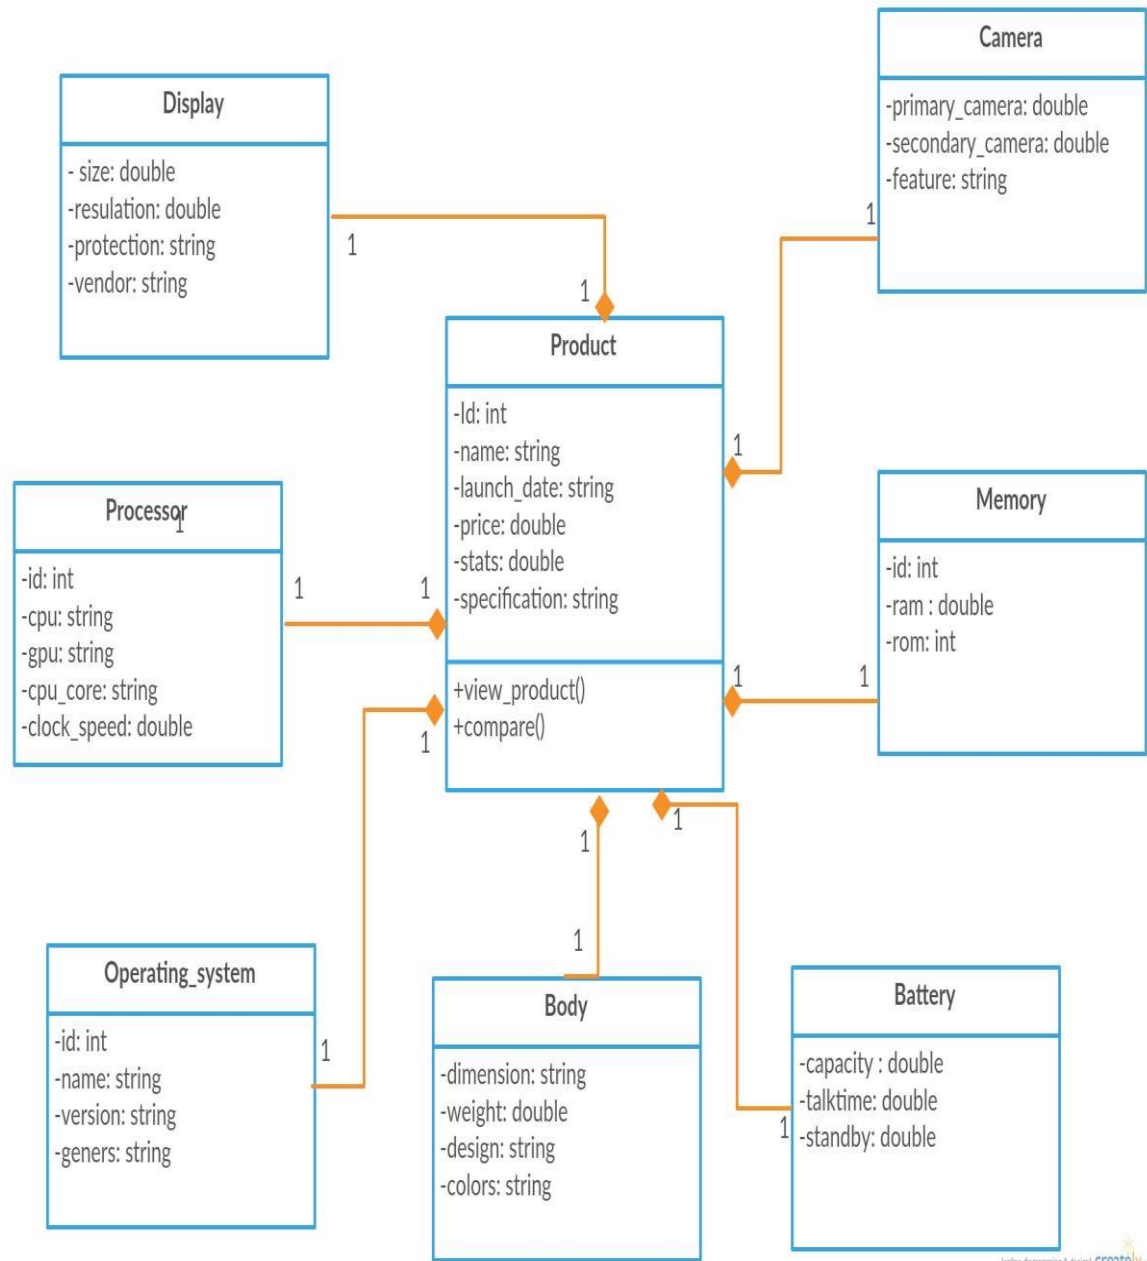 Camera
-primary_camera: double
-secondary_camera: double
-feature: string
1
Display
- size: double
-resulation: double
-protection: string
-vendor: string
1
1
Product
-Id: int
-name: string
-launch_date: string
-price: double
-stats: double
-specification: string
+view_product()
+compare()
1
Processor
1
-id: int
-cpu: string
-gpu: string
-cpu_core: string
-clock_speed: double
1
1
Memory
-id: int
-ram : double
-rom: int
1
1
1
1
1
Operating_system
-id: int
-name: string
-version: string
-geners: string
1
1
Body
-dimension: string
-weight: double
-design: string
-colors: string
Battery
-capacity : double
-talktime: double
-standby: double
1
creately